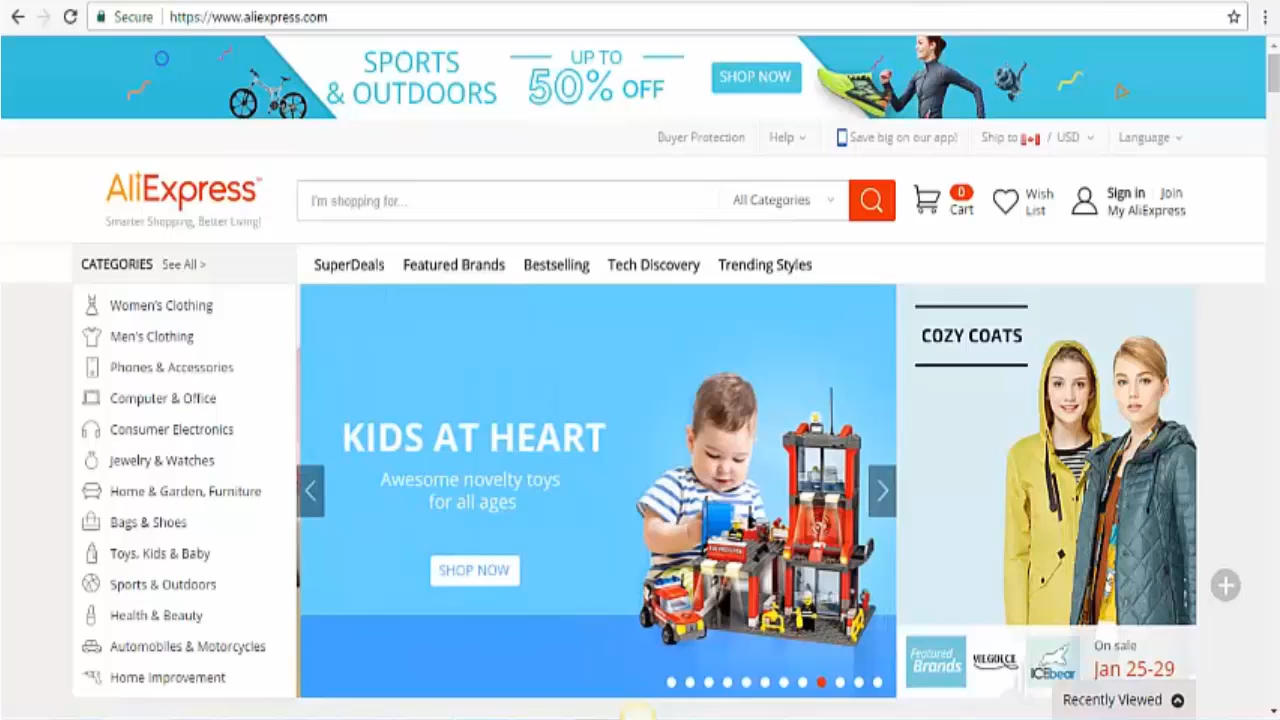 Secure https://www.aliexpress.com
SPORTS & OUTDOORS
UP TO 50% OFF
SHOP NOW
Buyer Protection Help Save big on our app! Ship to / USD Language
AliExpress™
Smarter Shopping, Better Living!
I'm shopping for... All Categories
0 Cart
Wish List
Sign in Join
My AliExpress
CATEGORIES See All >
SuperDeals Featured Brands Bestselling Tech Discovery Trending Styles
Women's Clothing
Men's Clothing
Phones & Accessories
Computer & Office
Consumer Electronics
Jewelry & Watches
Home & Garden, Furniture
Bags & Shoes
Toys, Kids & Baby
Sports & Outdoors
Health & Beauty
Automobiles & Motorcycles
Home Improvement
KIDS AT HEART
Awesome novelty toys
for all ages
SHOP NOW
COZY COATS
Featured Brands
ICEbear
On sale
Jan 25-29
Recently Viewed